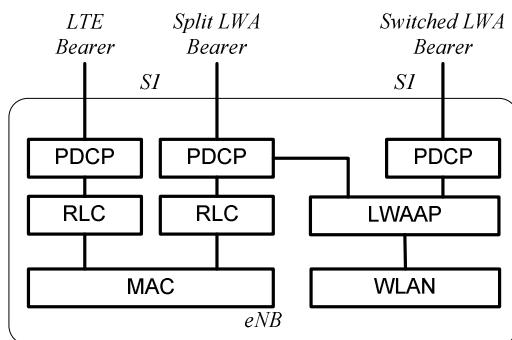 LTE
Bearer
Split LWA
Bearer
Switched LWA
Bearer
S1
S1
PDCP
PDCP
PDCP
RLC
RLC
LWAAP
MAC
WLAN
eNB